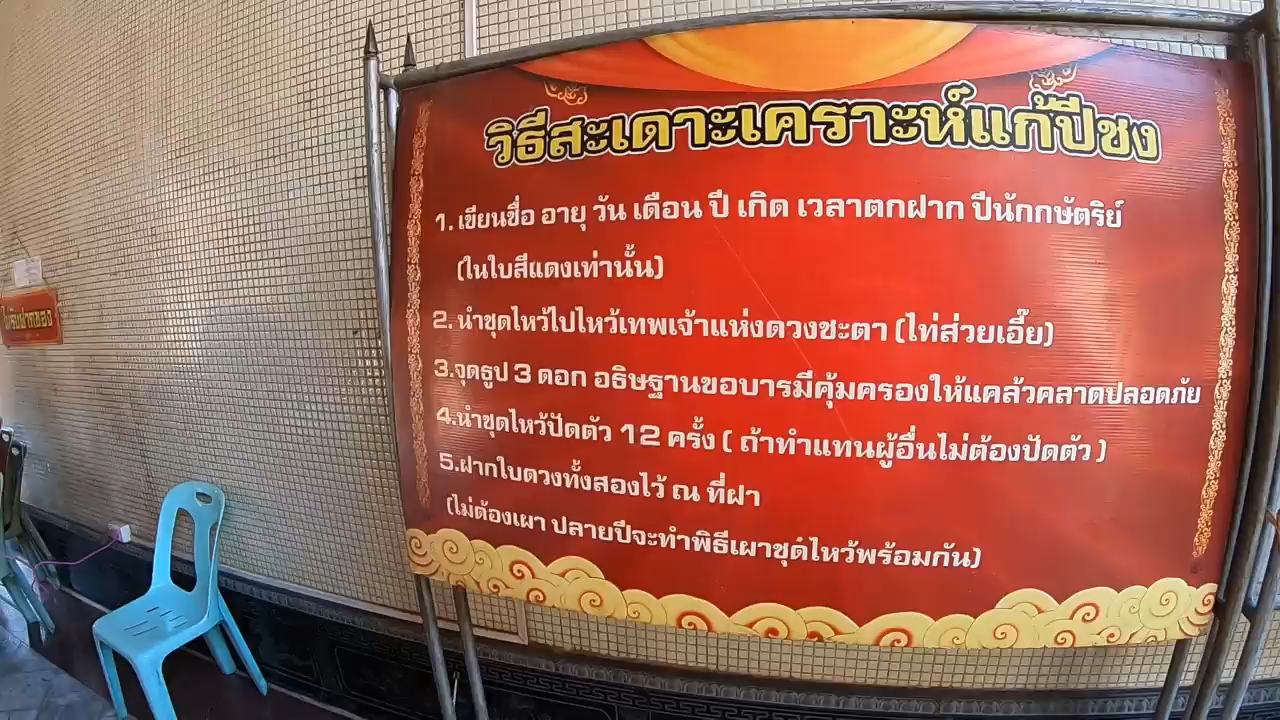 วิธีสะเดาะเคราะห์แก้ปีชง
1. เขียนชื่อ อายุ วัน เดือน ปี เกิด เวลาตกฝาก ปีนักกษัตริย์
(ในใบสีแดงเท่านั้น)
2. นำชุดไหว้ไปไหว้เทพเจ้าแห่งดวงชะตา (ไท่ส่วยเอี๊ย)
3.จุดธูป 3 ดอก อธิษฐานขอบารมีคุ้มครองให้แคล้วคลาดปลอดภัย
4.นำชุดไหว้ปัดตัว 12 ครั้ง ( ถ้าทำแทนผู้อื่นไม่ต้องปัดตัว )
5.ฝากใบดวงทั้งสองไว้ ณ ที่ฝา
(ไม่ต้องเผา ปลายปีจะทำพิธีเผาชุดไหว้พร้อมกัน)
ไม่รับฝากของ